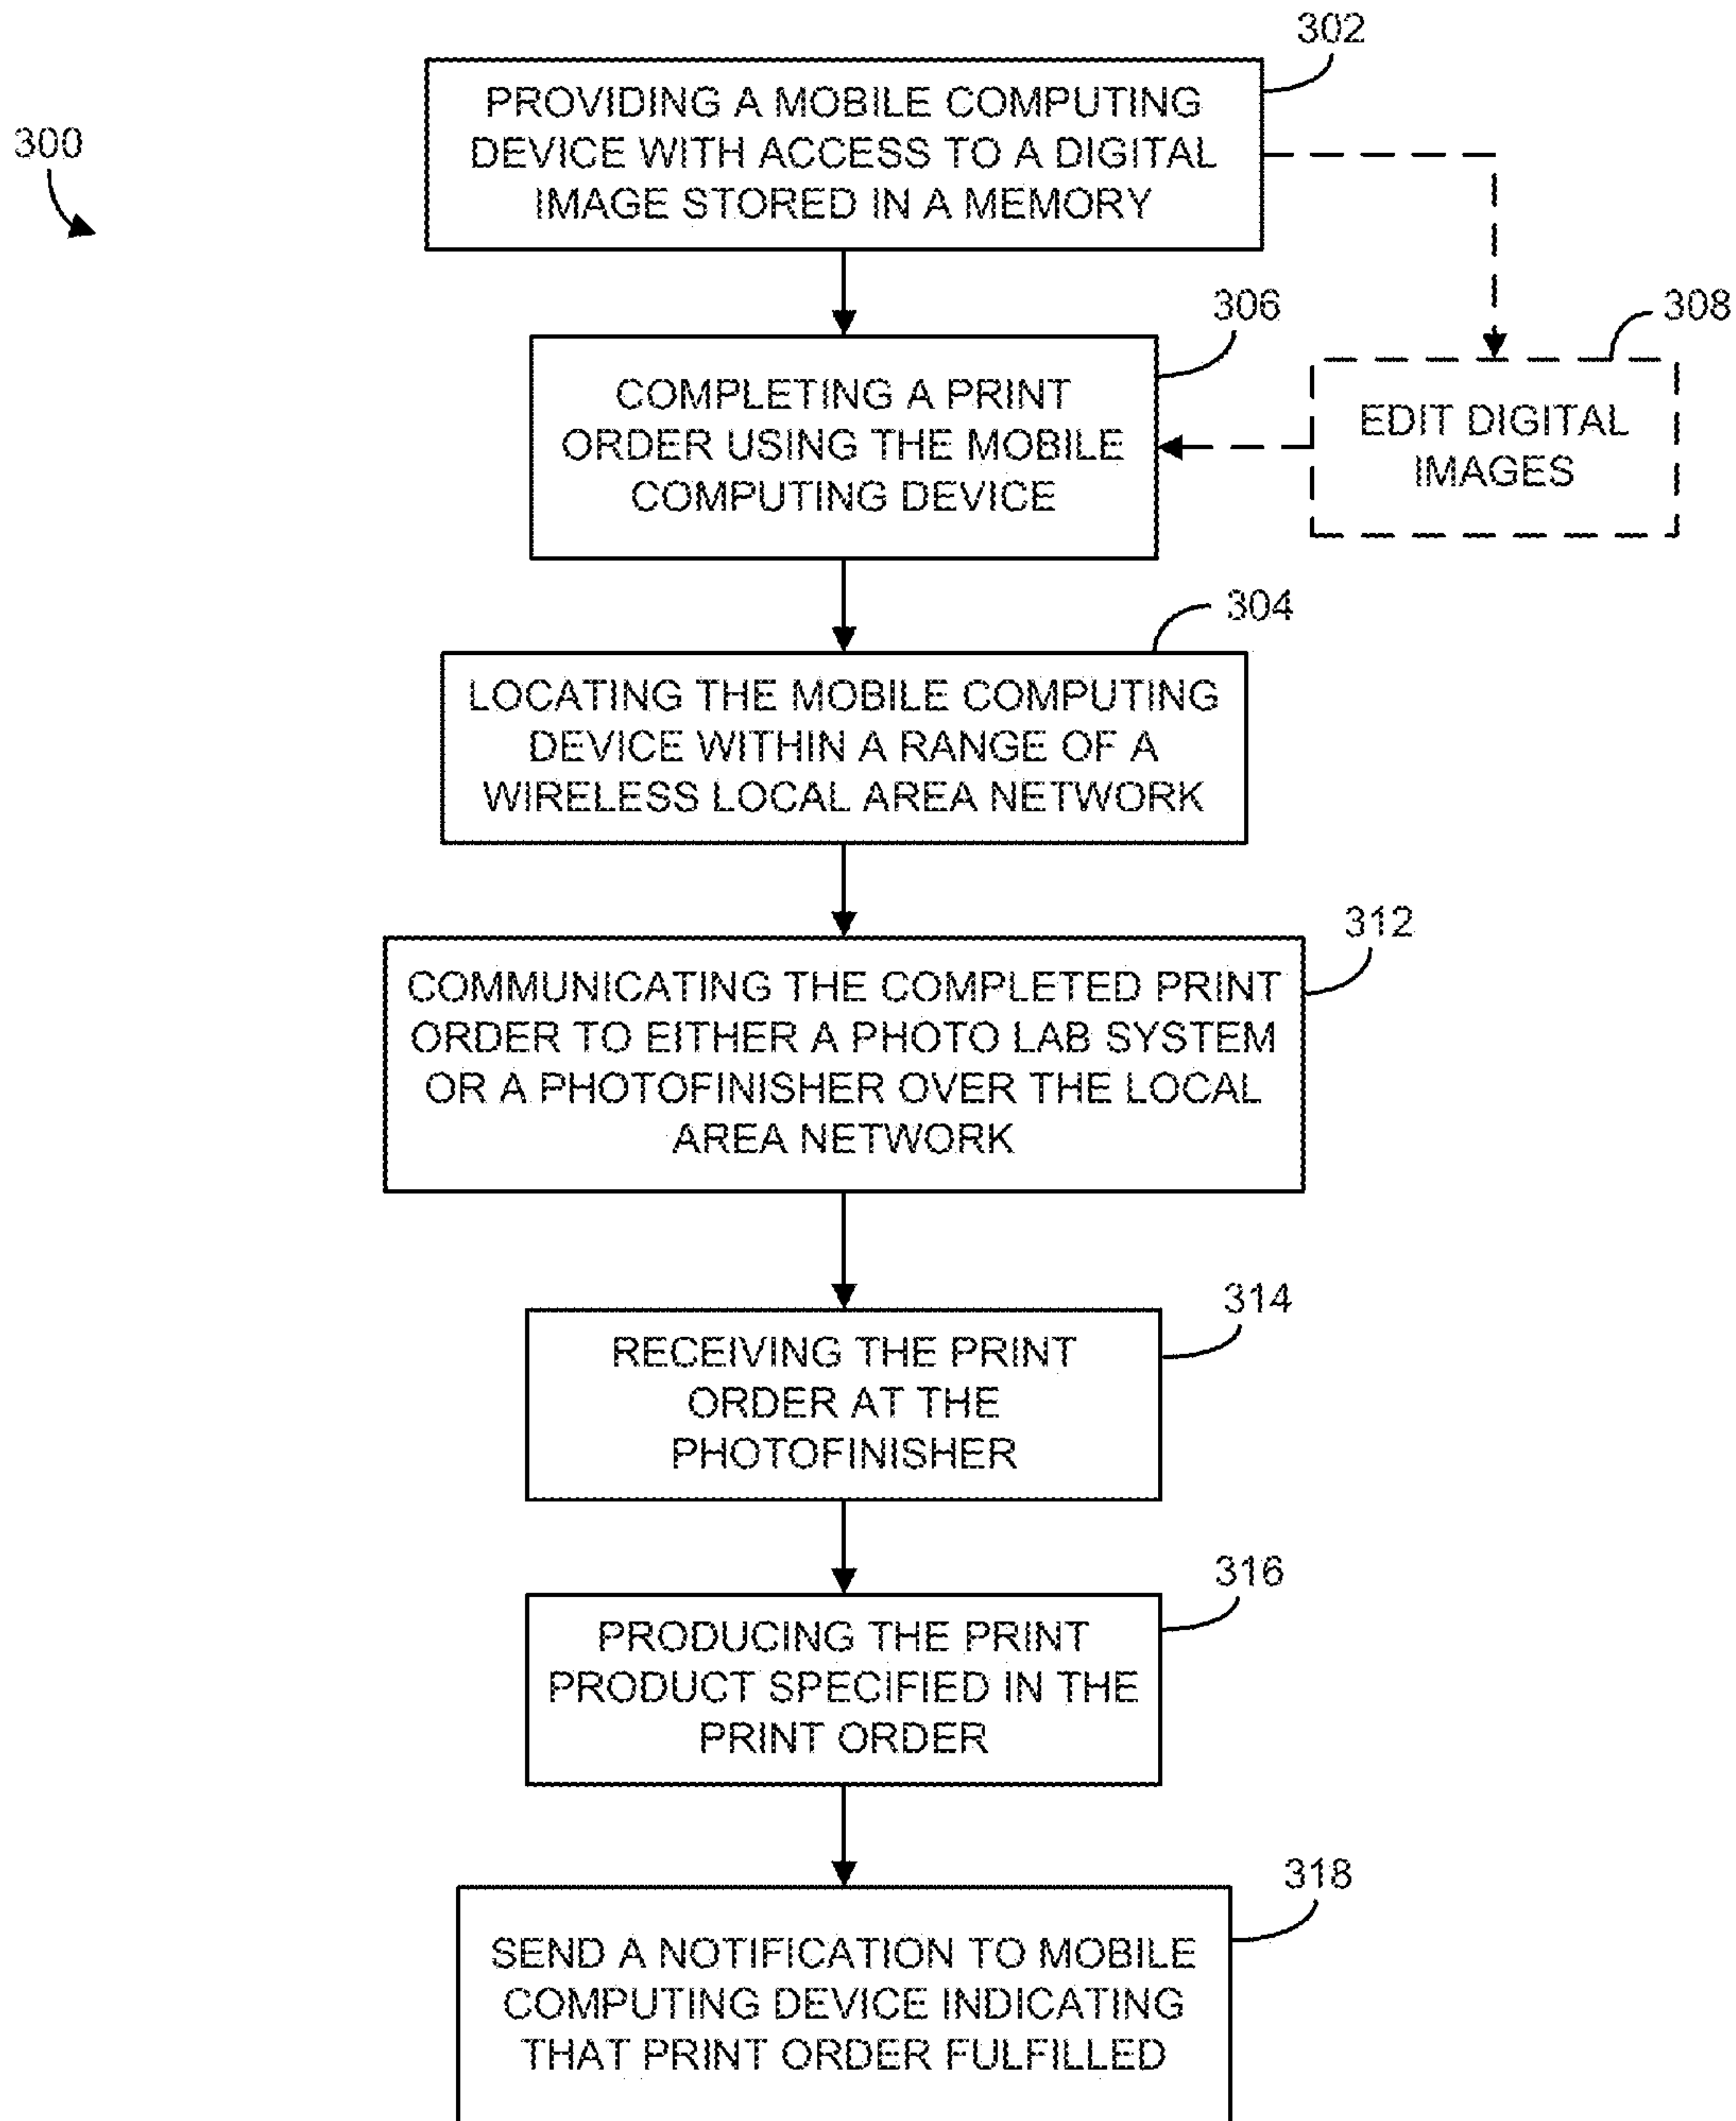 302
PROVIDING A MOBILE COMPUTING
DEVICE WITH ACCESS TO A DIGITAL
IMAGE STORED IN A MEMORY
300
306
COMPLETING A PRINT
ORDER USING THE MOBILE
COMPUTING DEVICE
308
EDIT DIGITAL
IMAGES
304
LOCATING THE MOBILE COMPUTING
DEVICE WITHIN A RANGE OF A
WIRELESS LOCAL AREA NETWORK
312
COMMUNICATING THE COMPLETED PRINT
ORDER TO EITHER A PHOTO LAB SYSTEM
OR A PHOTOFINISHER OVER THE LOCAL
AREA NETWORK
314
RECEIVING THE PRINT
ORDER AT THE
PHOTOFINISHER
316
PRODUCING THE PRINT
PRODUCT SPECIFIED IN THE
PRINT ORDER
318
SEND A NOTIFICATION TO MOBILE
COMPUTING DEVICE INDICATING
THAT PRINT ORDER FULFILLED